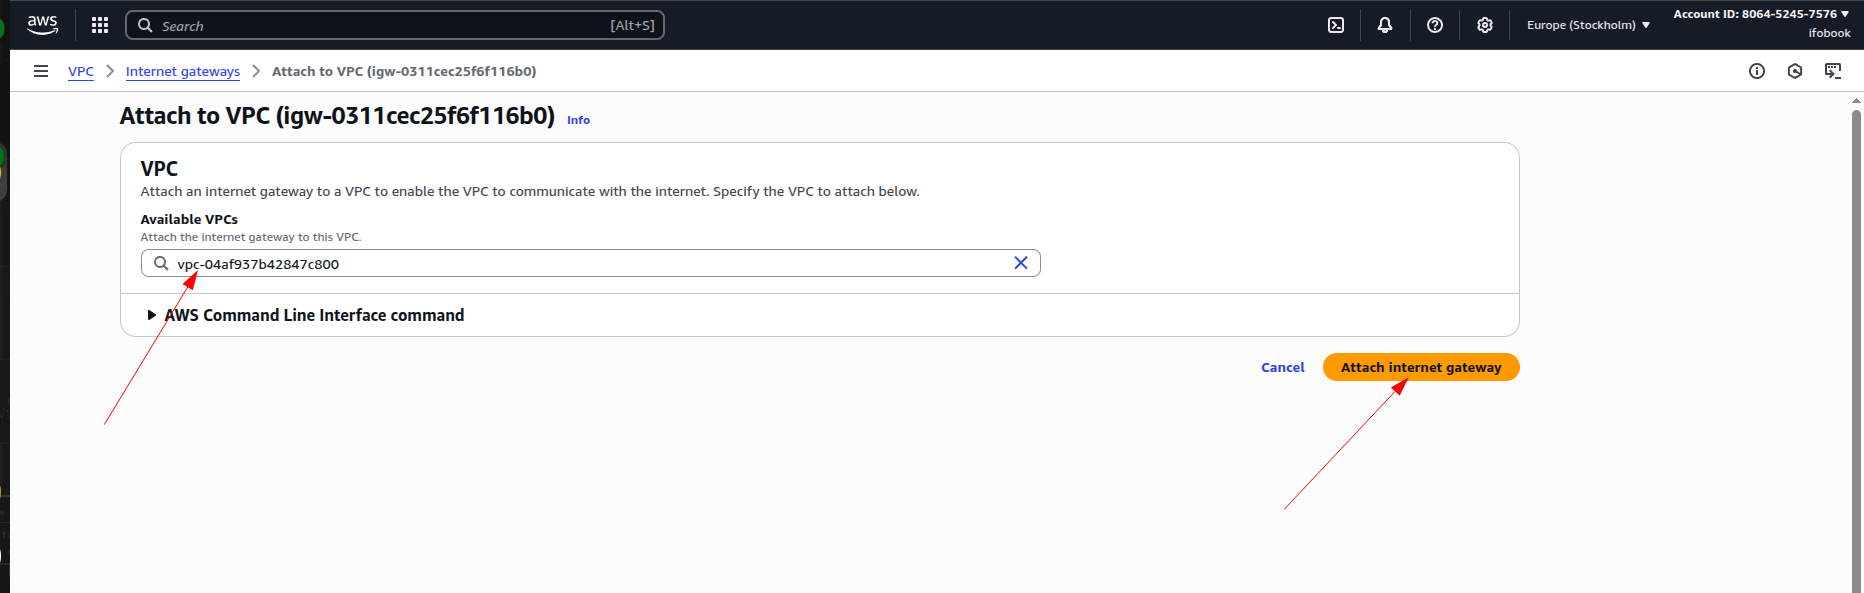 aws
Search [Alt+S]
Europe (Stockholm)
Account ID: 8064-5245-7576
ifobook
VPC
Internet gateways
Attach to VPC (igw-0311cec25f6f116b0)
Attach to VPC (igw-0311cec25f6f116b0) Info
VPC
Attach an internet gateway to a VPC to enable the VPC to communicate with the internet. Specify the VPC to attach below.
Available VPCs
Attach the internet gateway to this VPC.
vpc-04af937b42847c800
AWS Command Line Interface command
Cancel
Attach internet gateway